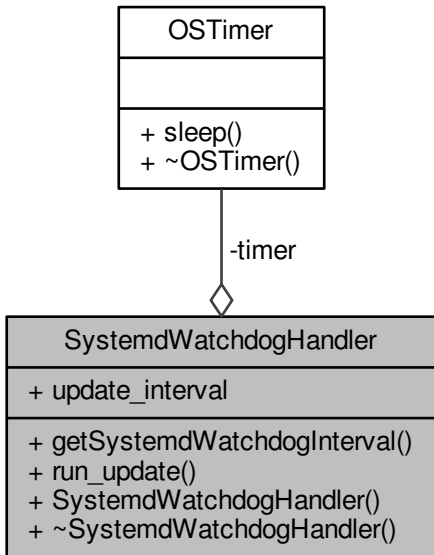 OSTimer
+ sleep()
+ ~OSTimer()
-timer
SystemdWatchdogHandler
+ update_interval
+ getSystemdWatchdogInterval()
+ run_update()
+ SystemdWatchdogHandler()
+ ~SystemdWatchdogHandler()